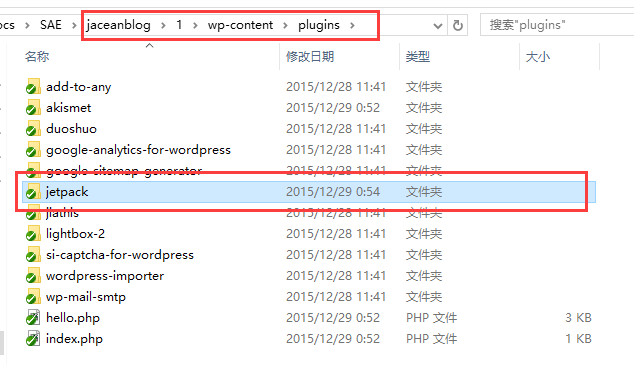 ocs > SAE > jaceanblog > 1 > wp-content > plugins >
搜索"plugins"
名称 修改日期 类型 大小
add-to-any 2015/12/28 11:41 文件夹
akismet 2015/12/29 0:52 文件夹
duoshuo 2015/12/28 11:41 文件夹
google-analytics-for-wordpress 2015/12/28 11:41 文件夹
google-sitemap-generator 2015/12/28 11:41 文件夹
jetpack 2015/12/29 0:54 文件夹
jiathis 2015/12/28 11:41 文件夹
lightbox-2 2015/12/28 11:41 文件夹
si-captcha-for-wordpress 2015/12/28 11:41 文件夹
wordpress-importer 2015/12/28 11:41 文件夹
wp-mail-smtp 2015/12/28 11:41 文件夹
hello.php 2015/12/29 0:52 PHP 文件 3 KB
index.php 2015/12/29 0:52 PHP 文件 1 KB